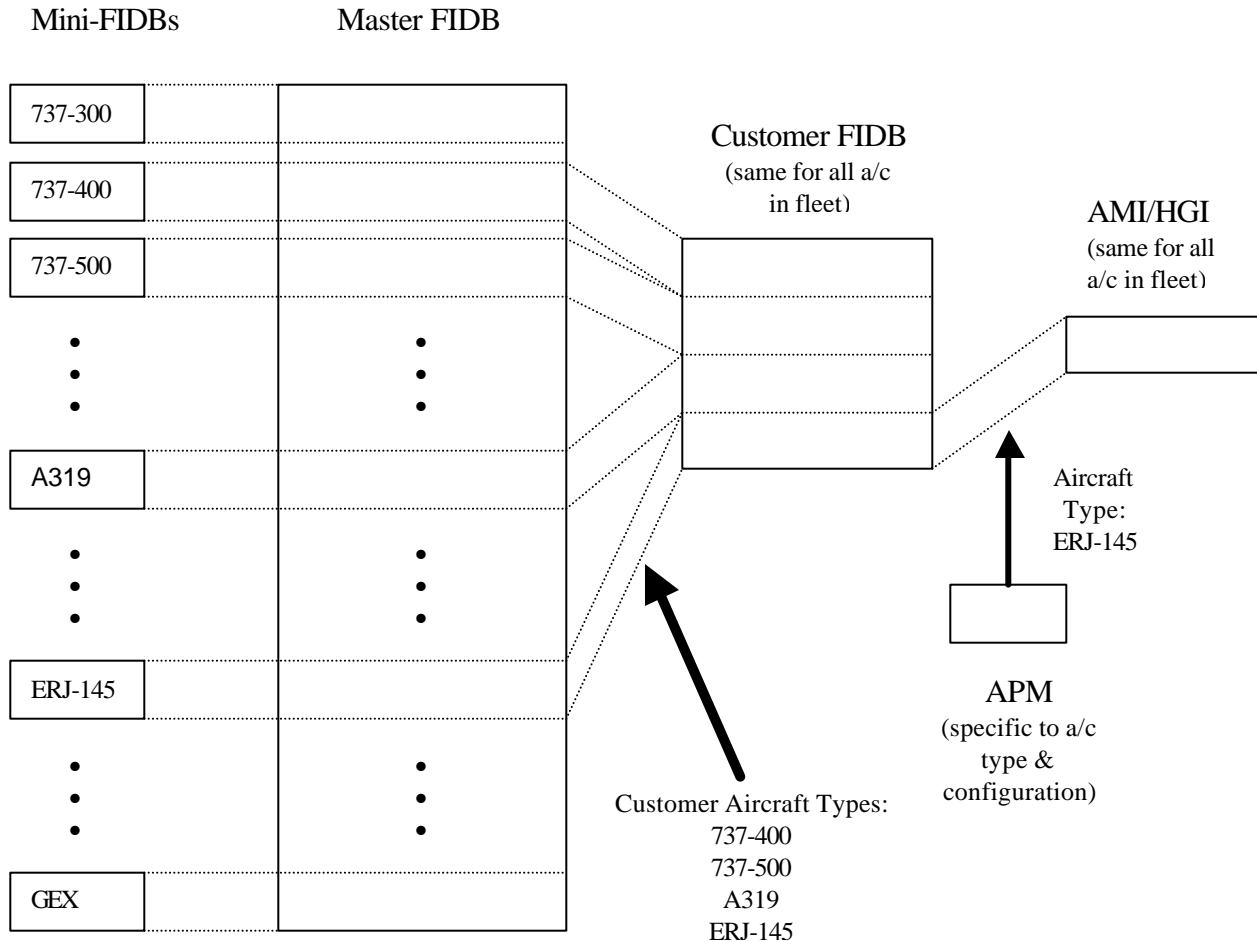 Mini-FIDBs
Master FIDB
737-300
737-400
737-500
A319
ERJ-145
GEX
Customer FIDB
(same for all a/c
in fleet)
AMI/HGI
(same for all
a/c in fleet)
Aircraft
Type:
ERJ-145
APM
(specific to a/c
type &
configuration)
Customer Aircraft Types:
737-400
737-500
A319
ERJ-145